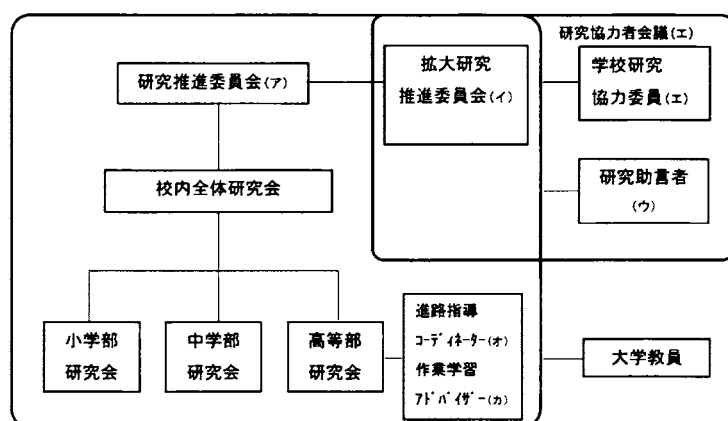 研究協力者会議(エ)
研究推進委員会(ア)
拡大研究
推進委員会(イ)
学校研究
協力委員(エ)
校内全体研究会
研究助言者
(ウ)
小学部
研究会
中学部
研究会
高等部
研究会
進路指導
ｺｰﾃﾞｨﾈｰﾀｰ(オ)
作業学習
ｱﾄﾞﾊﾞｲｻﾞｰ(カ)
大学教員